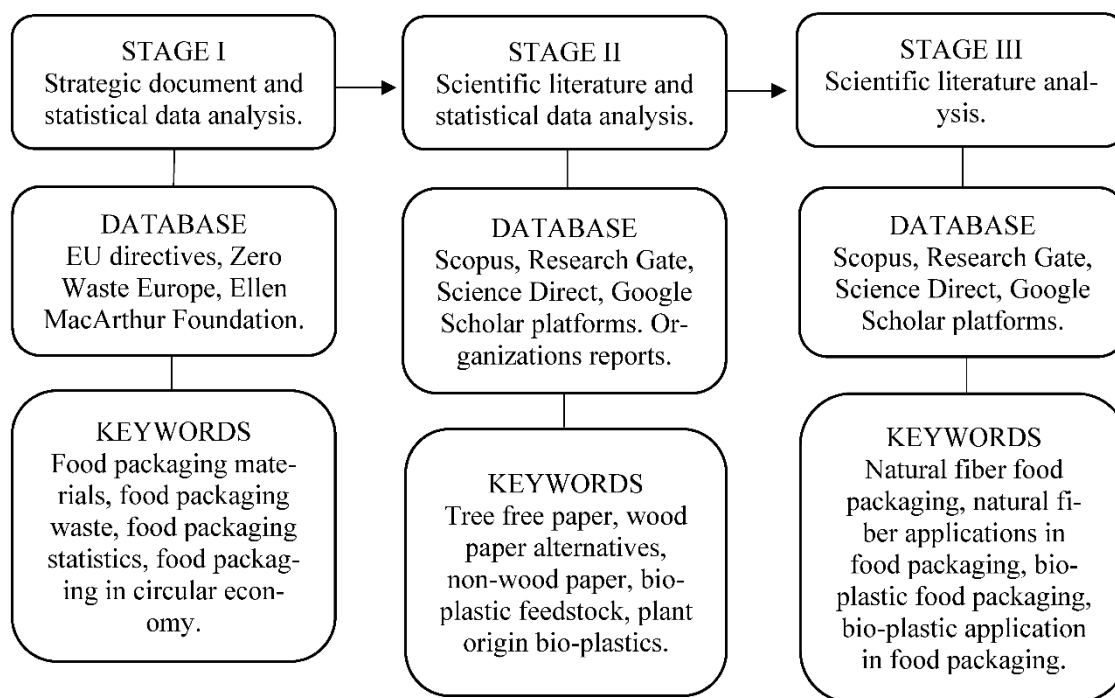 STAGE I
Strategic document and
statistical data analysis.
STAGE II
Scientific literature and
statistical data analysis.
STAGE III
Scientific literature anal-
ysis.
DATABASE
EU directives, Zero
Waste Europe, Ellen
MacArthur Foundation.
DATABASE
Scopus, Research Gate,
Science Direct, Google
Scholar platforms. Or-
ganizations reports.
DATABASE
Scopus, Research Gate,
Science Direct, Google
Scholar platforms.
KEYWORDS
Food packaging mate-
rials, food packaging
waste, food packaging
statistics, food packag-
ing in circular econ-
omy.
KEYWORDS
Tree free paper, wood
paper alternatives,
non-wood paper, bio-
plastic feedstock, plant
origin bio-plastics.
KEYWORDS
Natural fiber food
packaging, natural fi-
ber applications in
food packaging, bio-
plastic food packaging,
bio-plastic application
in food packaging.